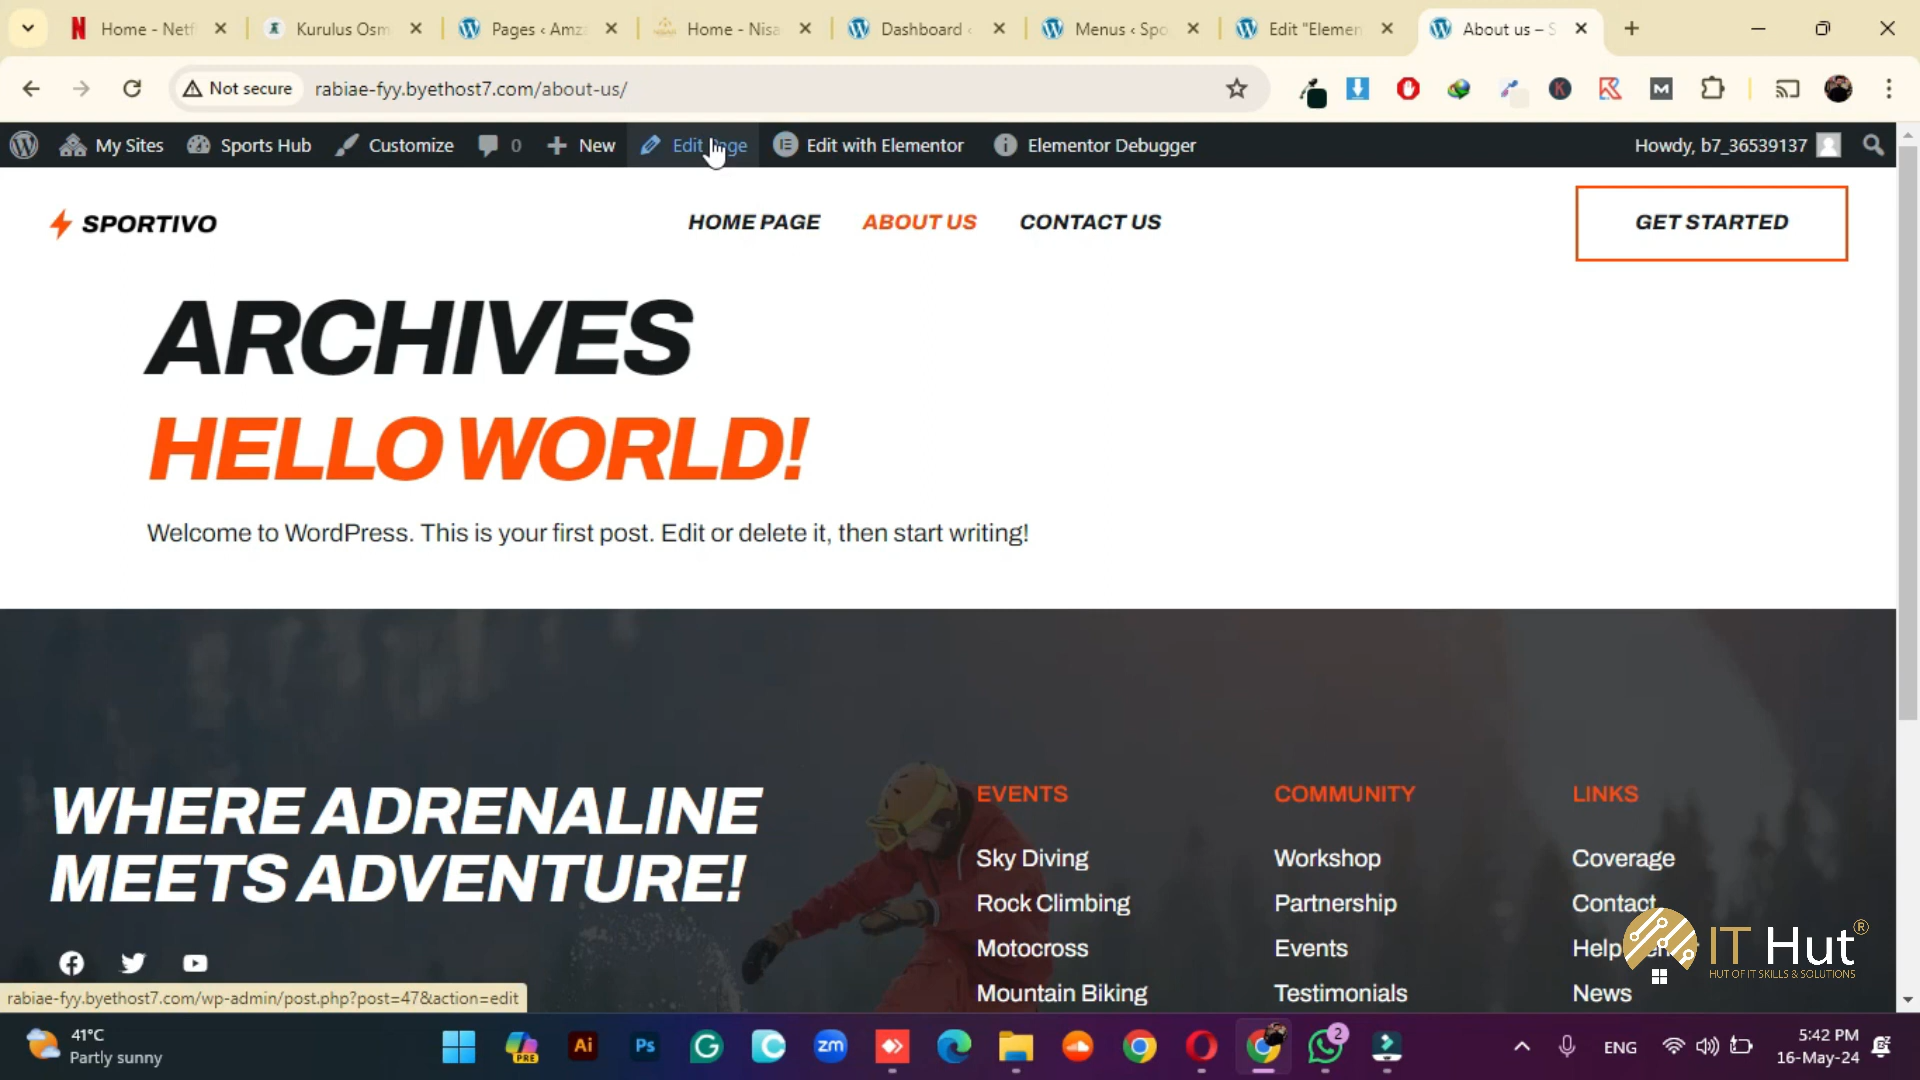 Home - Netf
Kurulus Osm
Pages ‹ Amz
Home - Nisa
Dashboard ‹
Menus ‹ Spo
Edit "Elemen
About us – S
Not secure
rabiae-fyy.byethost7.com/about-us/
My Sites
Sports Hub
Customize
0
New
Edit Page
Edit with Elementor
Elementor Debugger
Howdy, b7_36539137
SPORTIVO
HOME PAGE
ABOUT US
CONTACT US
GET STARTED
ARCHIVES
HELLO WORLD!
Welcome to WordPress. This is your first post. Edit or delete it, then start writing!
WHERE ADRENALINE
MEETS ADVENTURE!
EVENTS
Sky Diving
Rock Climbing
Motocross
Mountain Biking
COMMUNITY
Workshop
Partnership
Events
Testimonials
LINKS
Coverage
Contact
Help
News
IT Hut®
HUT OF IT SKILLS & SOLUTIONS
rabiae-fyy.byethost7.com/wp-admin/post.php?post=47&action=edit
41°C
Partly sunny
PRE
Ai
Ps
zm
2
ENG
5:42 PM
16-May-24